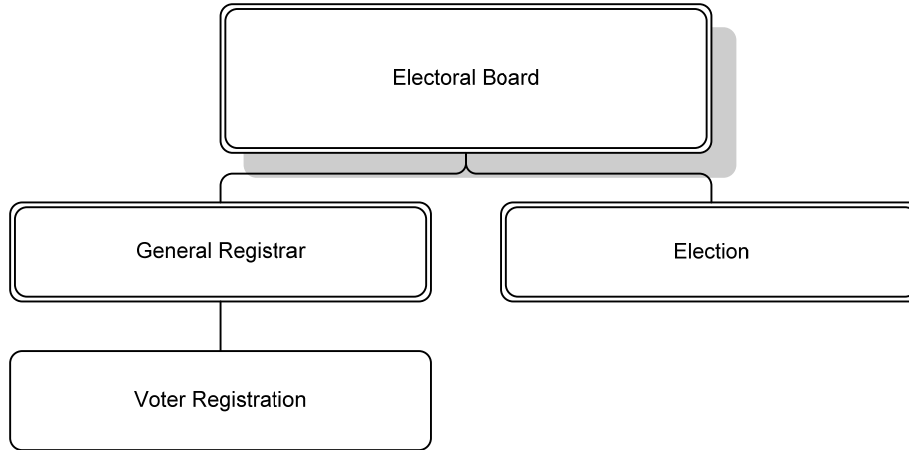 Electoral Board
General Registrar
Election
Voter Registration